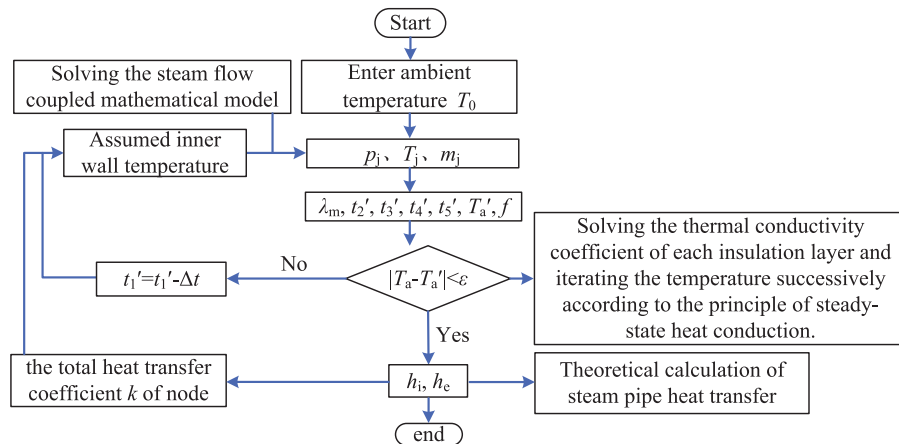 Start
Solving the steam flow
coupled mathematical model
Enter ambient
temperature T₀
Assumed inner
wall temperature
pⱼ、Tⱼ、mⱼ
λₘ, t₂′, t₃′, t₄′, t₅′, Tₐ′, f
Solving the thermal conductivity
coefficient of each insulation layer and
iterating the temperature successively
according to the principle of steady-
state heat conduction.
No
t₁′=t₁′-Δt
|Tₐ-Tₐ′|<ε
Yes
the total heat transfer
coefficient k of node
hᵢ, hₑ
Theoretical calculation of
steam pipe heat transfer
end